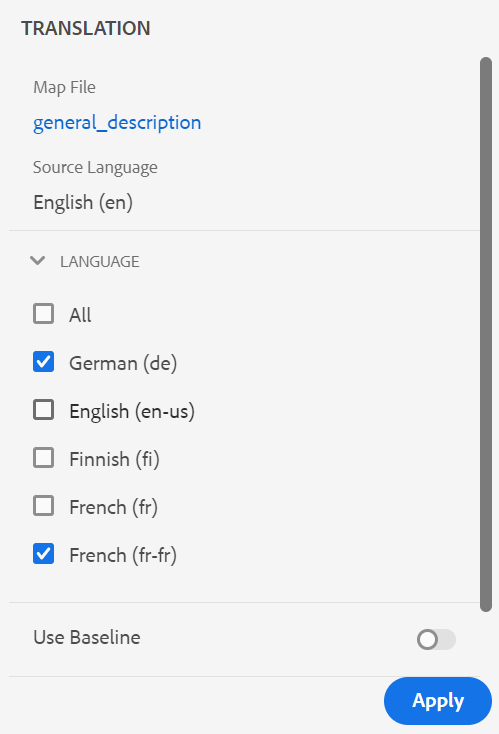 TRANSLATION
Map File
general_description
Source Language
English (en)
LANGUAGE
All
German (de)
English (en-us)
Finnish (fi)
French (fr)
French (fr-fr)
Use Baseline
Apply